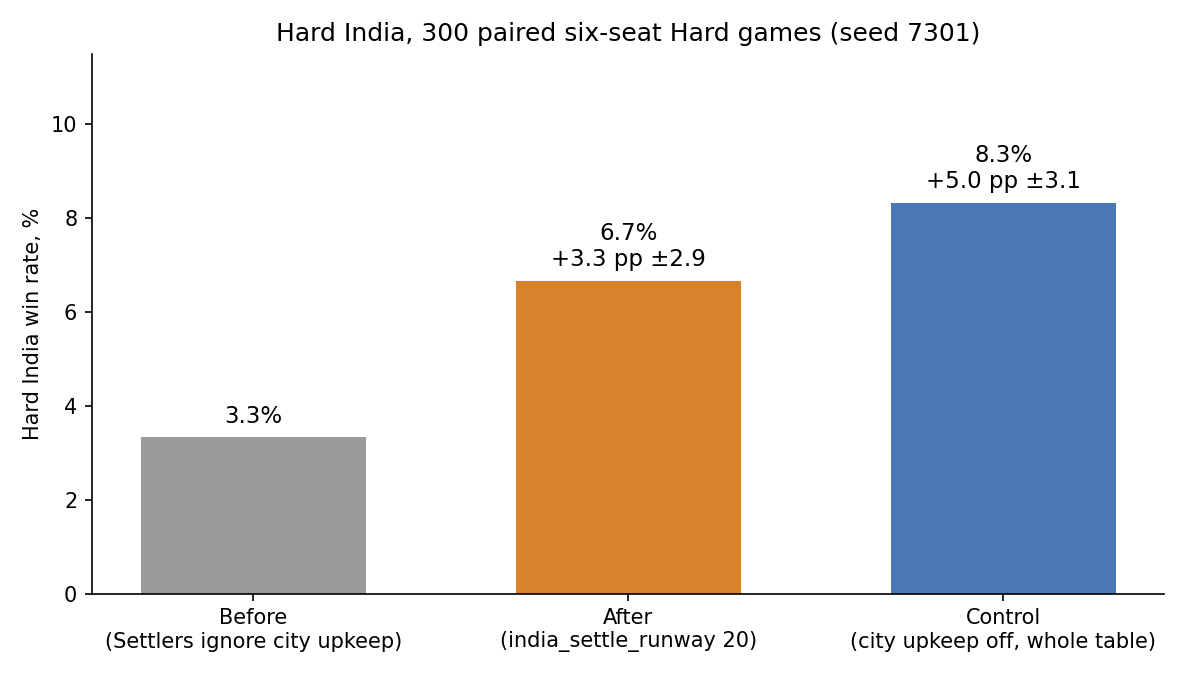 Hard India, 300 paired six-seat Hard games (seed 7301)
Hard India win rate, %
10
8
6
4
2
0
3.3%
6.7%
+3.3 pp ±2.9
8.3%
+5.0 pp ±3.1
Before
(Settlers ignore city upkeep)
After
(india_settle_runway 20)
Control
(city upkeep off, whole table)